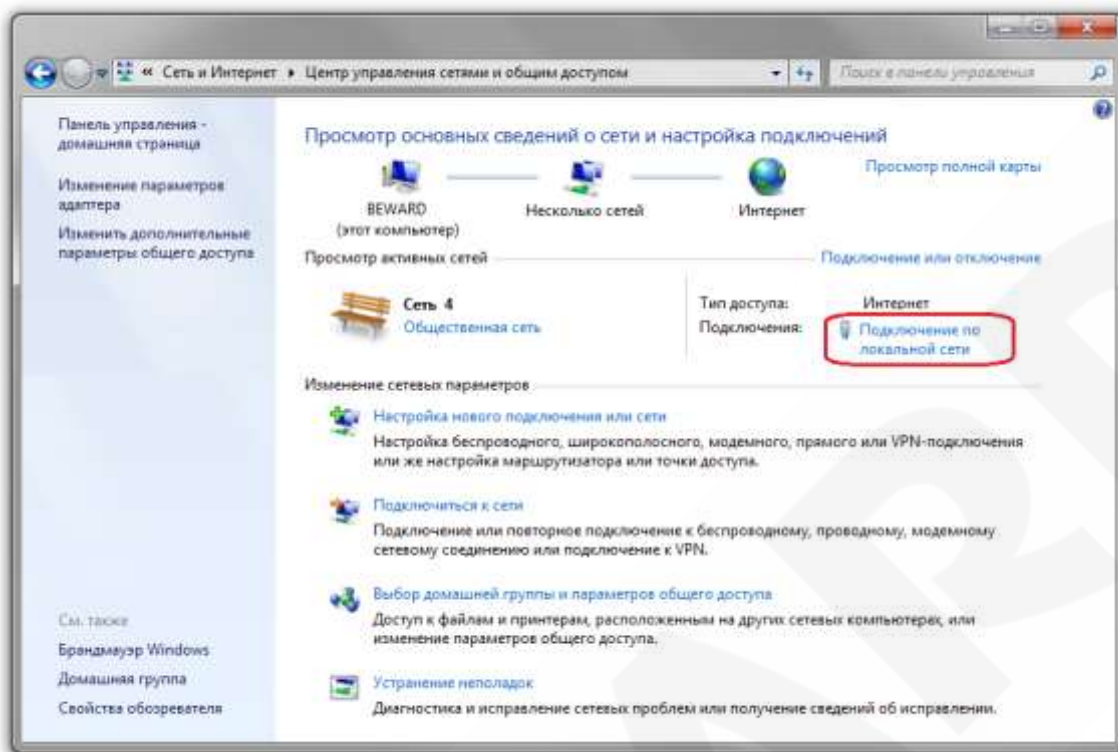 « Сеть и Интернет ▸ Центр управления сетями и общим доступом
Поиск в панели управления
Панель управления -
домашняя страница
Изменение параметров
адаптера
Изменить дополнительные
параметры общего доступа
Просмотр основных сведений о сети и настройка подключений
Просмотр полной карты
BEWARD
(этот компьютер)
Несколько сетей
Интернет
Просмотр активных сетей
Подключение или отключение
Сеть 4
Общественная сеть
Тип доступа:
Интернет
Подключения:
Подключение по
локальной сети
Изменение сетевых параметров
Настройка нового подключения или сети
Настройка беспроводного, широкополосного, модемного, прямого или VPN-подключения
или же настройка маршрутизатора или точки доступа.
Подключиться к сети
Подключение или повторное подключение к беспроводному, проводному, модемному
сетевому соединению или подключение к VPN.
Выбор домашней группы и параметров общего доступа
Доступ к файлам и принтерам, расположенным на других сетевых компьютерах, или
изменение параметров общего доступа.
Устранение неполадок
Диагностика и исправление сетевых проблем или получение сведений об исправлении.
См. также
Брандмауэр Windows
Домашняя группа
Свойства обозревателя